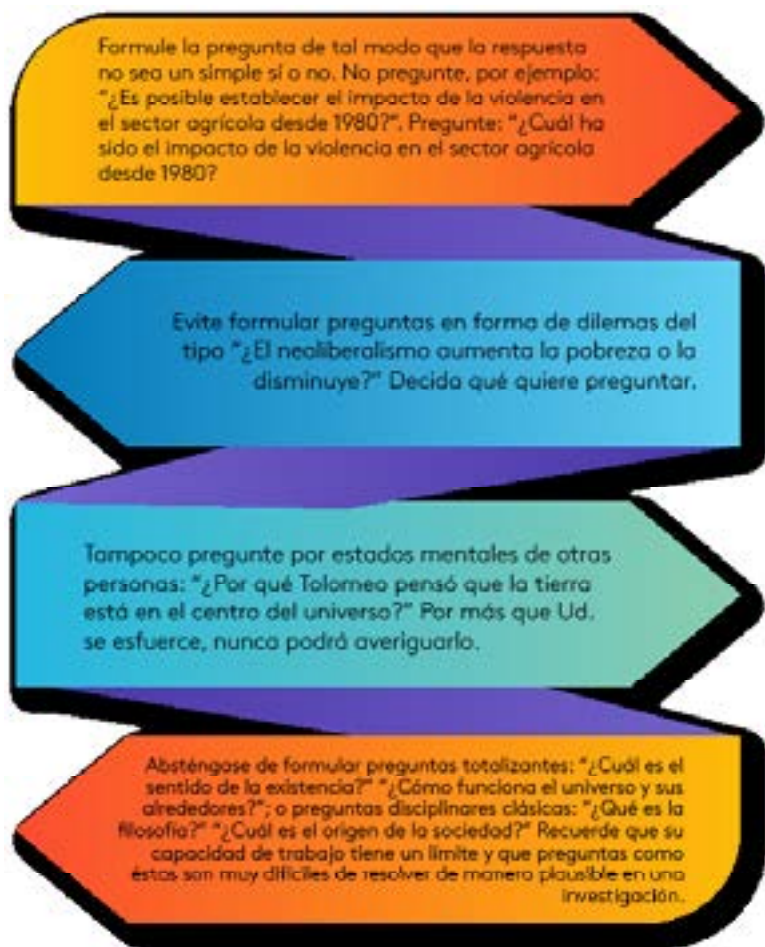 Formule la pregunta de tal modo que la respuesta
no sea un simple sí o no. No pregunte, por ejemplo:
"¿Es posible establecer el impacto de la violencia en
el sector agrícola desde 1980?". Pregunte: "¿Cuál ha
sido el impacto de la violencia en el sector agrícola
desde 1980?
Evite formular preguntas en forma de dilemas del
tipo "¿El neoliberalismo aumenta la pobreza o la
disminuye?" Decida qué quiere preguntar.
Tampoco pregunte por estados mentales de otras
personas: "¿Por qué Tolomeo pensó que la tierra
está en el centro del universo?" Por más que Ud.
se esfuerce, nunca podrá averiguarlo.
Absténgase de formular preguntas totalizantes: "¿Cuál es el
sentido de la existencia?" "¿Cómo funciona el universo y sus
alrededores?"; o preguntas disciplinares clásicas: "¿Qué es la
filosofía?" "¿Cuál es el origen de la sociedad?" Recuerde que su
capacidad de trabajo tiene un límite y que preguntas como
éstas son muy difíciles de resolver de manera plausible en una
investigación.